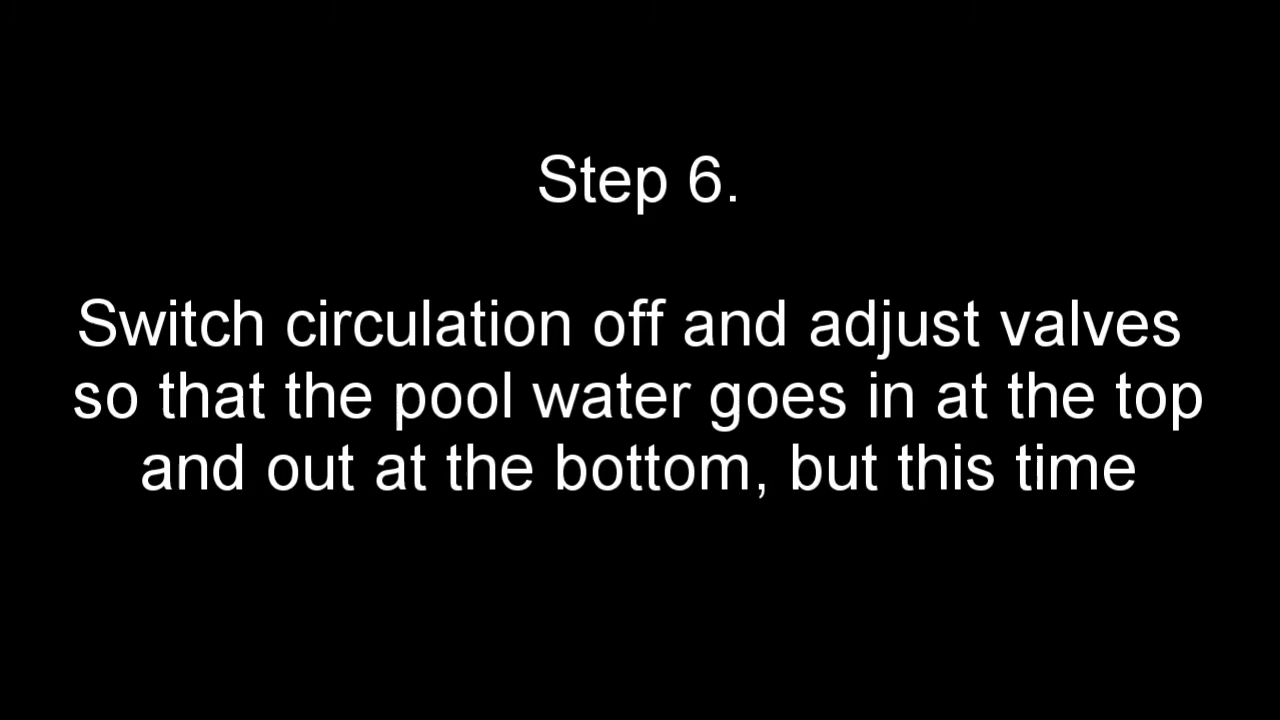 Step 6.
Switch circulation off and adjust valves
so that the pool water goes in at the top
and out at the bottom, but this time